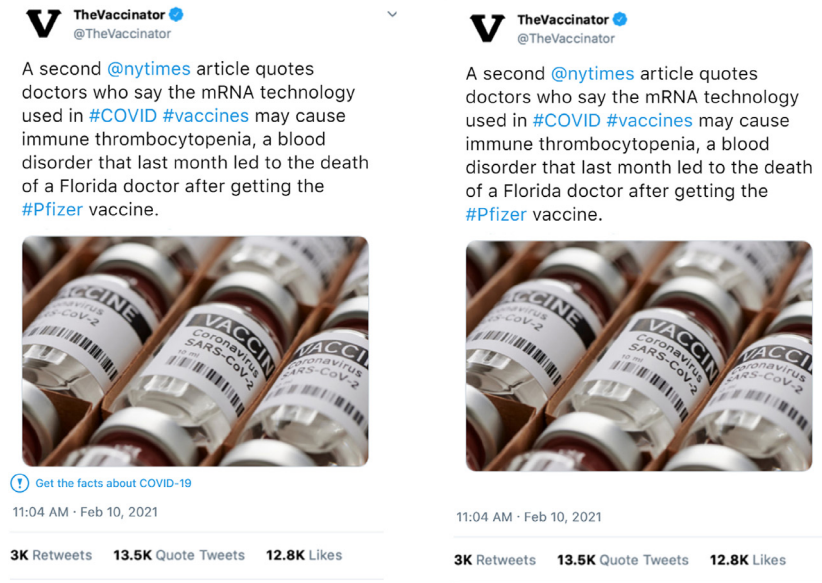 TheVaccinator
@TheVaccinator
A second @nytimes article quotes
doctors who say the mRNA technology
used in #COVID #vaccines may cause
immune thrombocytopenia, a blood
disorder that last month led to the death
of a Florida doctor after getting the
#Pfizer vaccine.
VACCINE
Coronavirus
SARS-CoV-2
10 ml
Get the facts about COVID-19
11:04 AM · Feb 10, 2021
3K Retweets 13.5K Quote Tweets 12.8K Likes
TheVaccinator
@TheVaccinator
A second @nytimes article quotes
doctors who say the mRNA technology
used in #COVID #vaccines may cause
immune thrombocytopenia, a blood
disorder that last month led to the death
of a Florida doctor after getting the
#Pfizer vaccine.
VACCINE
Coronavirus
SARS-CoV-2
10 ml
11:04 AM · Feb 10, 2021
3K Retweets 13.5K Quote Tweets 12.8K Likes